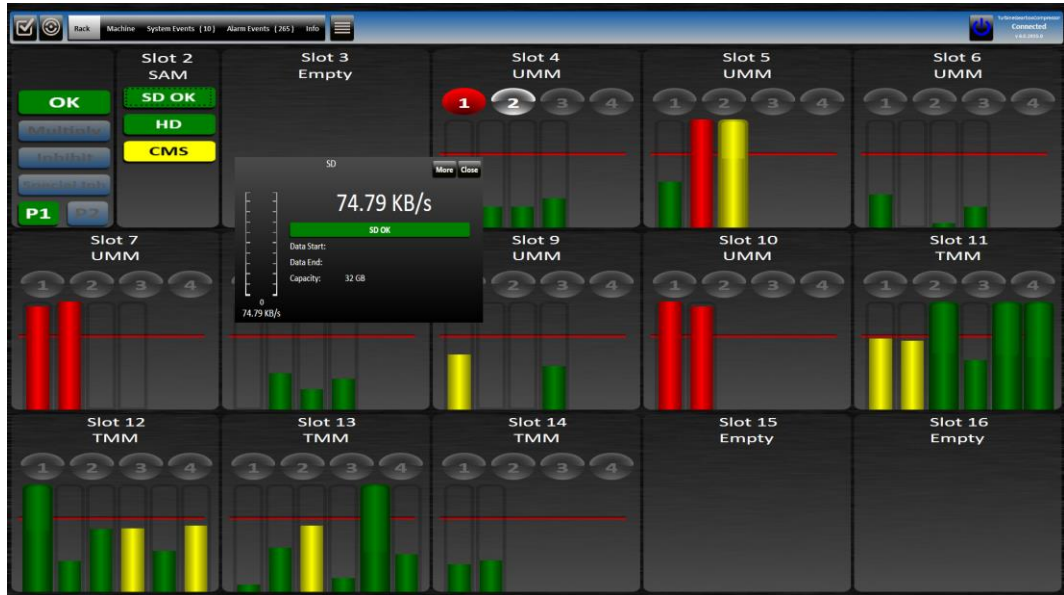 Rack Machine System Events ( 10 ) Alarm Events ( 265 ) Info
TurbineGearboxCompressor
Connected
Slot 2
SAM
SD OK
HD
CMS
OK
Multiply
Inhibit
Special Inh
P1 P2
Slot 3
Empty
Slot 4
UMM
1 2 3 4
Slot 5
UMM
1 2 3 4
Slot 6
UMM
1 2 3 4
SD
More Close
74.79 KB/s
SD OK
Data Start:
Data End:
Capacity: 32 GB
0
74.79 KB/s
Slot 7
UMM
1 2 3 4
Slot 9
UMM
2 3 4
Slot 10
UMM
1 2 3 4
Slot 11
TMM
1 2 3 4
Slot 12
TMM
1 2 3 4
Slot 13
TMM
1 2 3 4
Slot 14
TMM
1 2 3 4
Slot 15
Empty
Slot 16
Empty